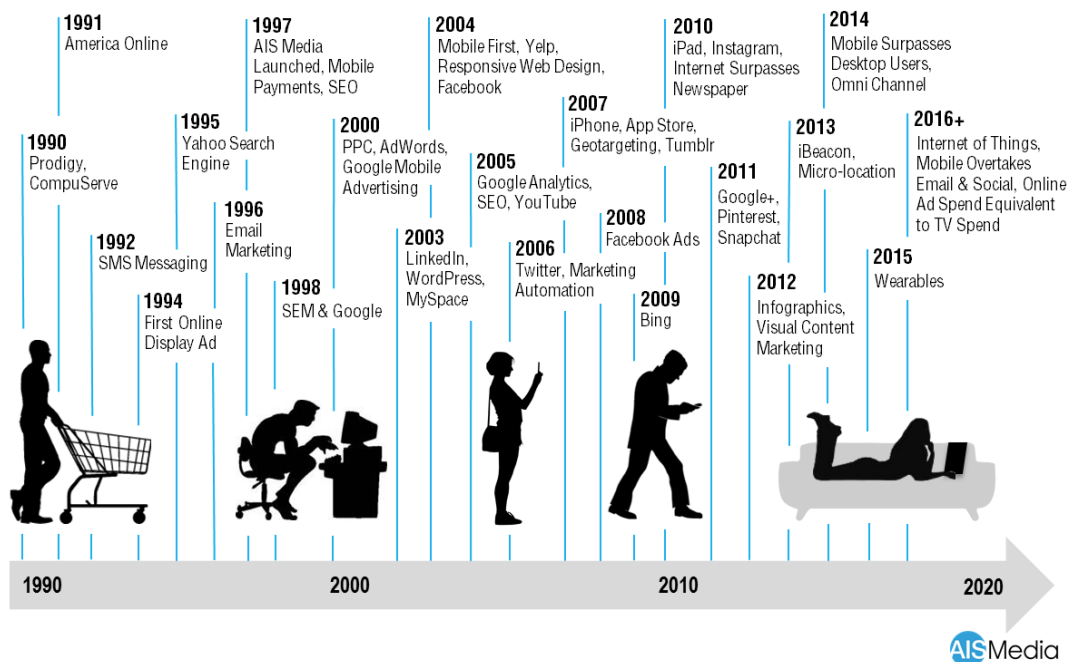 1991
America Online
1997
AIS Media
Launched, Mobile
Payments, SEO
2004
Mobile First, Yelp,
Responsive Web Design,
Facebook
2010
iPad, Instagram,
Internet Surpasses
Newspaper
2014
Mobile Surpasses
Desktop Users,
Omni Channel
1990
Prodigy,
CompuServe
1995
Yahoo Search
Engine
2000
PPC, AdWords,
Google Mobile
Advertising
2007
iPhone, App Store,
Geotargeting, Tumblr
2013
iBeacon,
Micro-location
2016+
Internet of Things,
Mobile Overtakes
Email & Social, Online
Ad Spend Equivalent
to TV Spend
2005
Google Analytics,
SEO, YouTube
2011
Google+,
Pinterest,
Snapchat
1996
Email
Marketing
2008
Facebook Ads
1992
SMS Messaging
2003
LinkedIn,
WordPress,
MySpace
2006
Twitter, Marketing
Automation
2015
Wearables
1998
SEM & Google
2012
Infographics,
Visual Content
Marketing
1994
First Online
Display Ad
2009
Bing
1990
2000
2010
2020
AISMedia